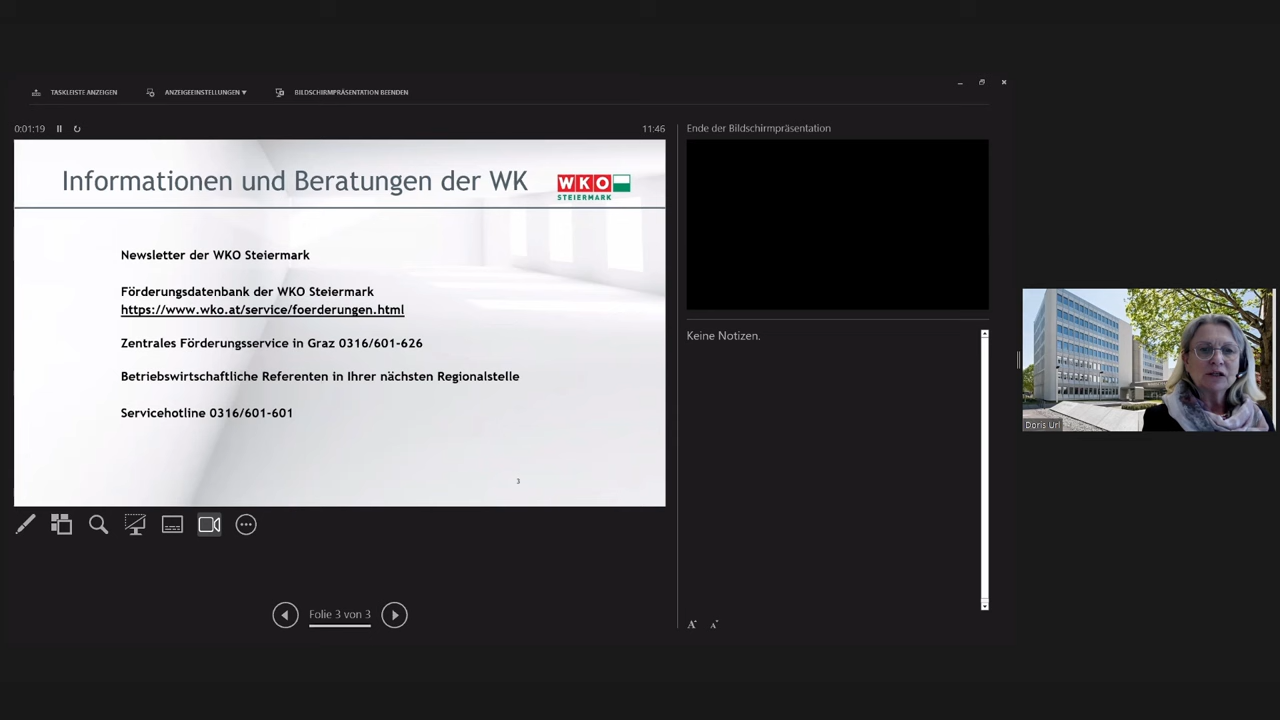 TASKLEISTE ANZEIGEN
ANZEIGEEINSTELLUNGEN ▾
BILDSCHIRMPRÄSENTATION BEENDEN
0:01:19
11:46
Informationen und Beratungen der WK
WKO
STEIERMARK
Newsletter der WKO Steiermark
Förderungsdatenbank der WKO Steiermark
https://www.wko.at/service/foerderungen.html
Zentrales Förderungsservice in Graz 0316/601-626
Betriebswirtschaftliche Referenten in Ihrer nächsten Regionalstelle
Servicehotline 0316/601-601
3
Folie 3 von 3
Ende der Bildschirmpräsentation
Keine Notizen.
A A
Doris Url